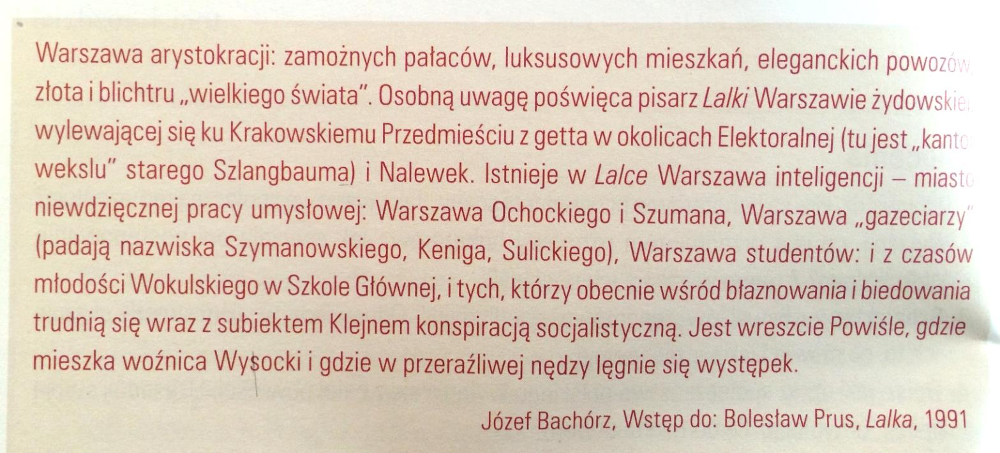 Warszawa arystokracji: zamożnych pałaców, luksusowych mieszkań, eleganckich powozów,
złota i blichtru „wielkiego świata”. Osobną uwagę poświęca pisarz Lalki Warszawie żydowskiej,
wylewającej się ku Krakowskiemu Przedmieściu z getta w okolicach Elektoralnej (tu jest „kantor
wekslu” starego Szlangbauma) i Nalewek. Istnieje w Lalce Warszawa inteligencji – miasto
niewdzięcznej pracy umysłowej: Warszawa Ochockiego i Szumana, Warszawa „gazeciarzy”
(padają nazwiska Szymanowskiego, Keniga, Sulickiego), Warszawa studentów: i z czasów
młodości Wokulskiego w Szkole Głównej, i tych, którzy obecnie wśród błaznowania i biedowania
trudnią się wraz z subiektem Klejnem konspiracją socjalistyczną. Jest wreszcie Powiśle, gdzie
mieszka woźnica Wysocki i gdzie w przeraźliwej nędzy lęgnie się występek.
Józef Bachórz, Wstęp do: Bolesław Prus, Lalka, 1991